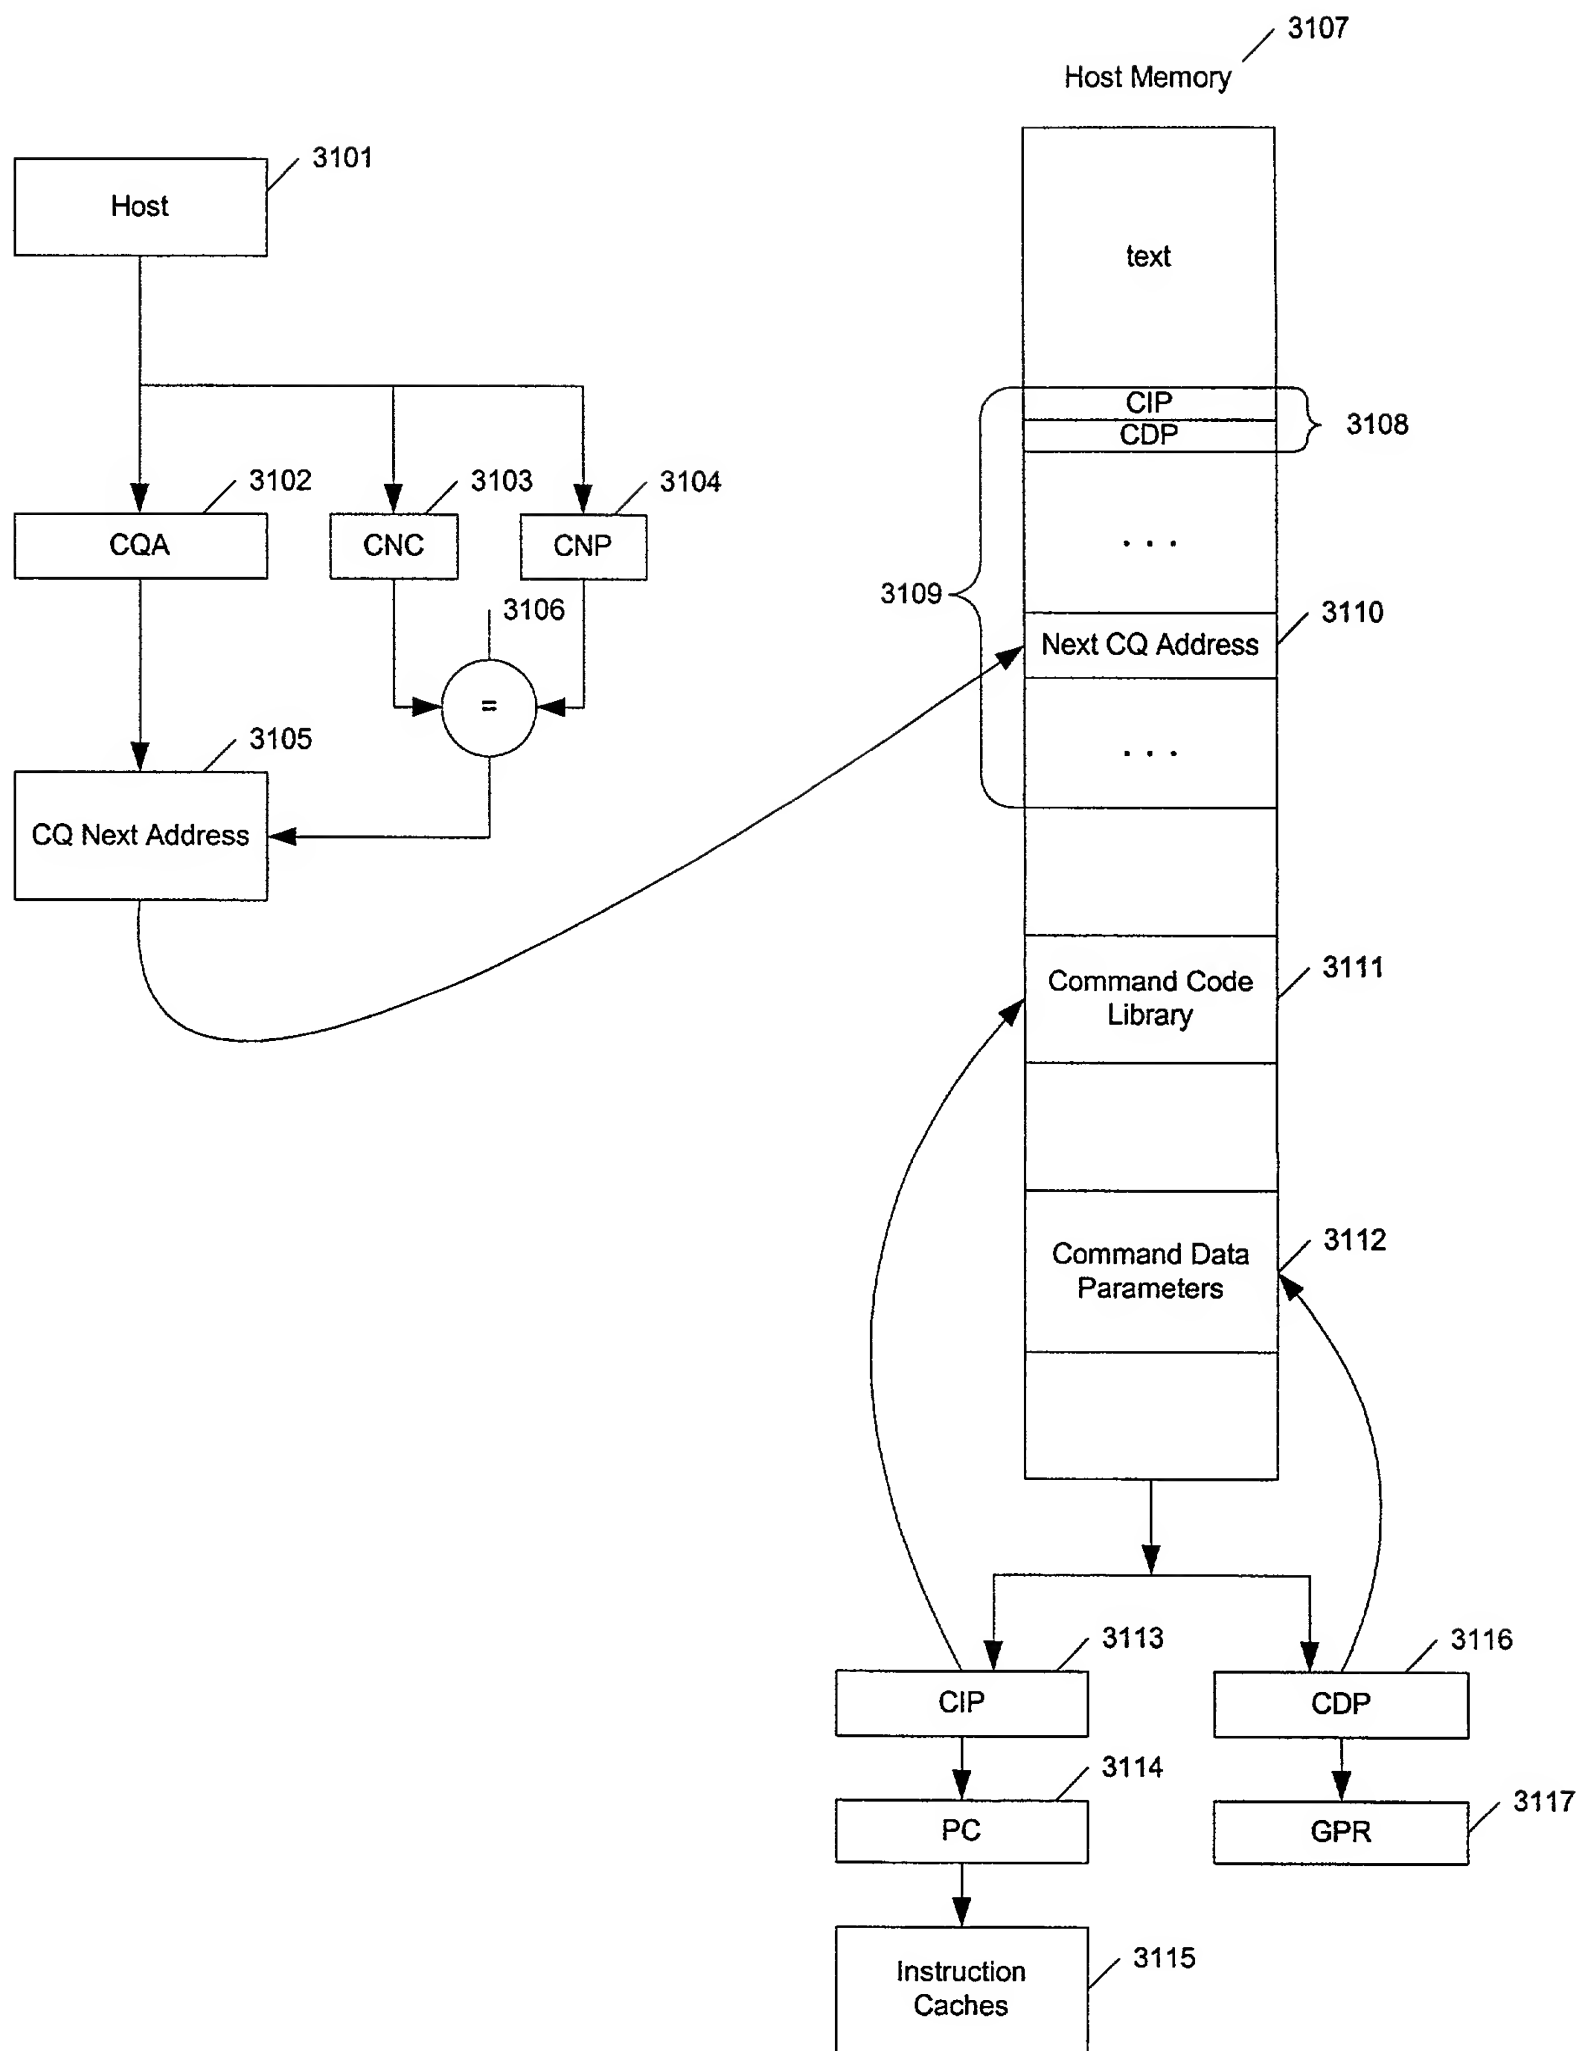 3107
Host Memory
3101
Host
text
CIP
CDP
3108
3102
3103
3104
CQA
CNC
CNP
. . .
3109
3106
3110
Next CQ Address
=
3105
. . .
CQ Next Address
3111
Command Code
Library
3112
Command Data
Parameters
3113
3116
CIP
CDP
3114
3117
PC
GPR
3115
Instruction
Caches